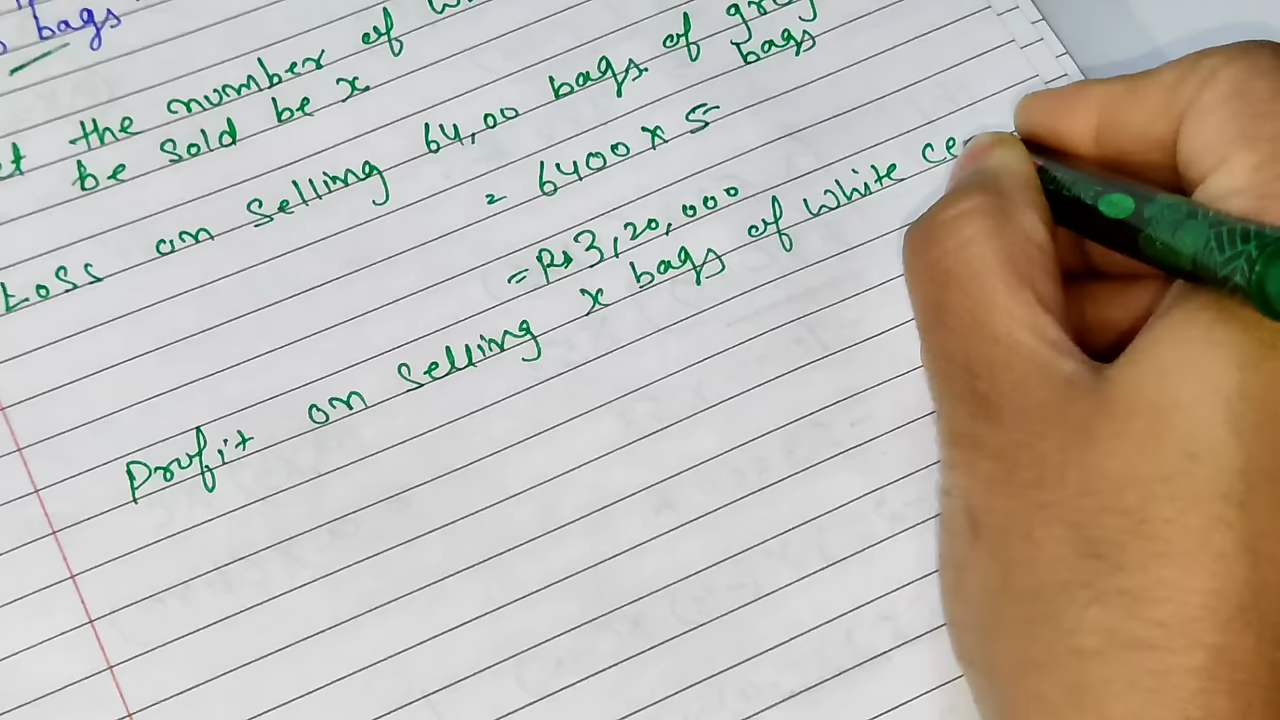 bags
the number of
be sold be x
Loss on Selling 64,00 bags of
bags
= 6400 x 5
= Rs 3,20,000
Profit on selling x bags of white ce